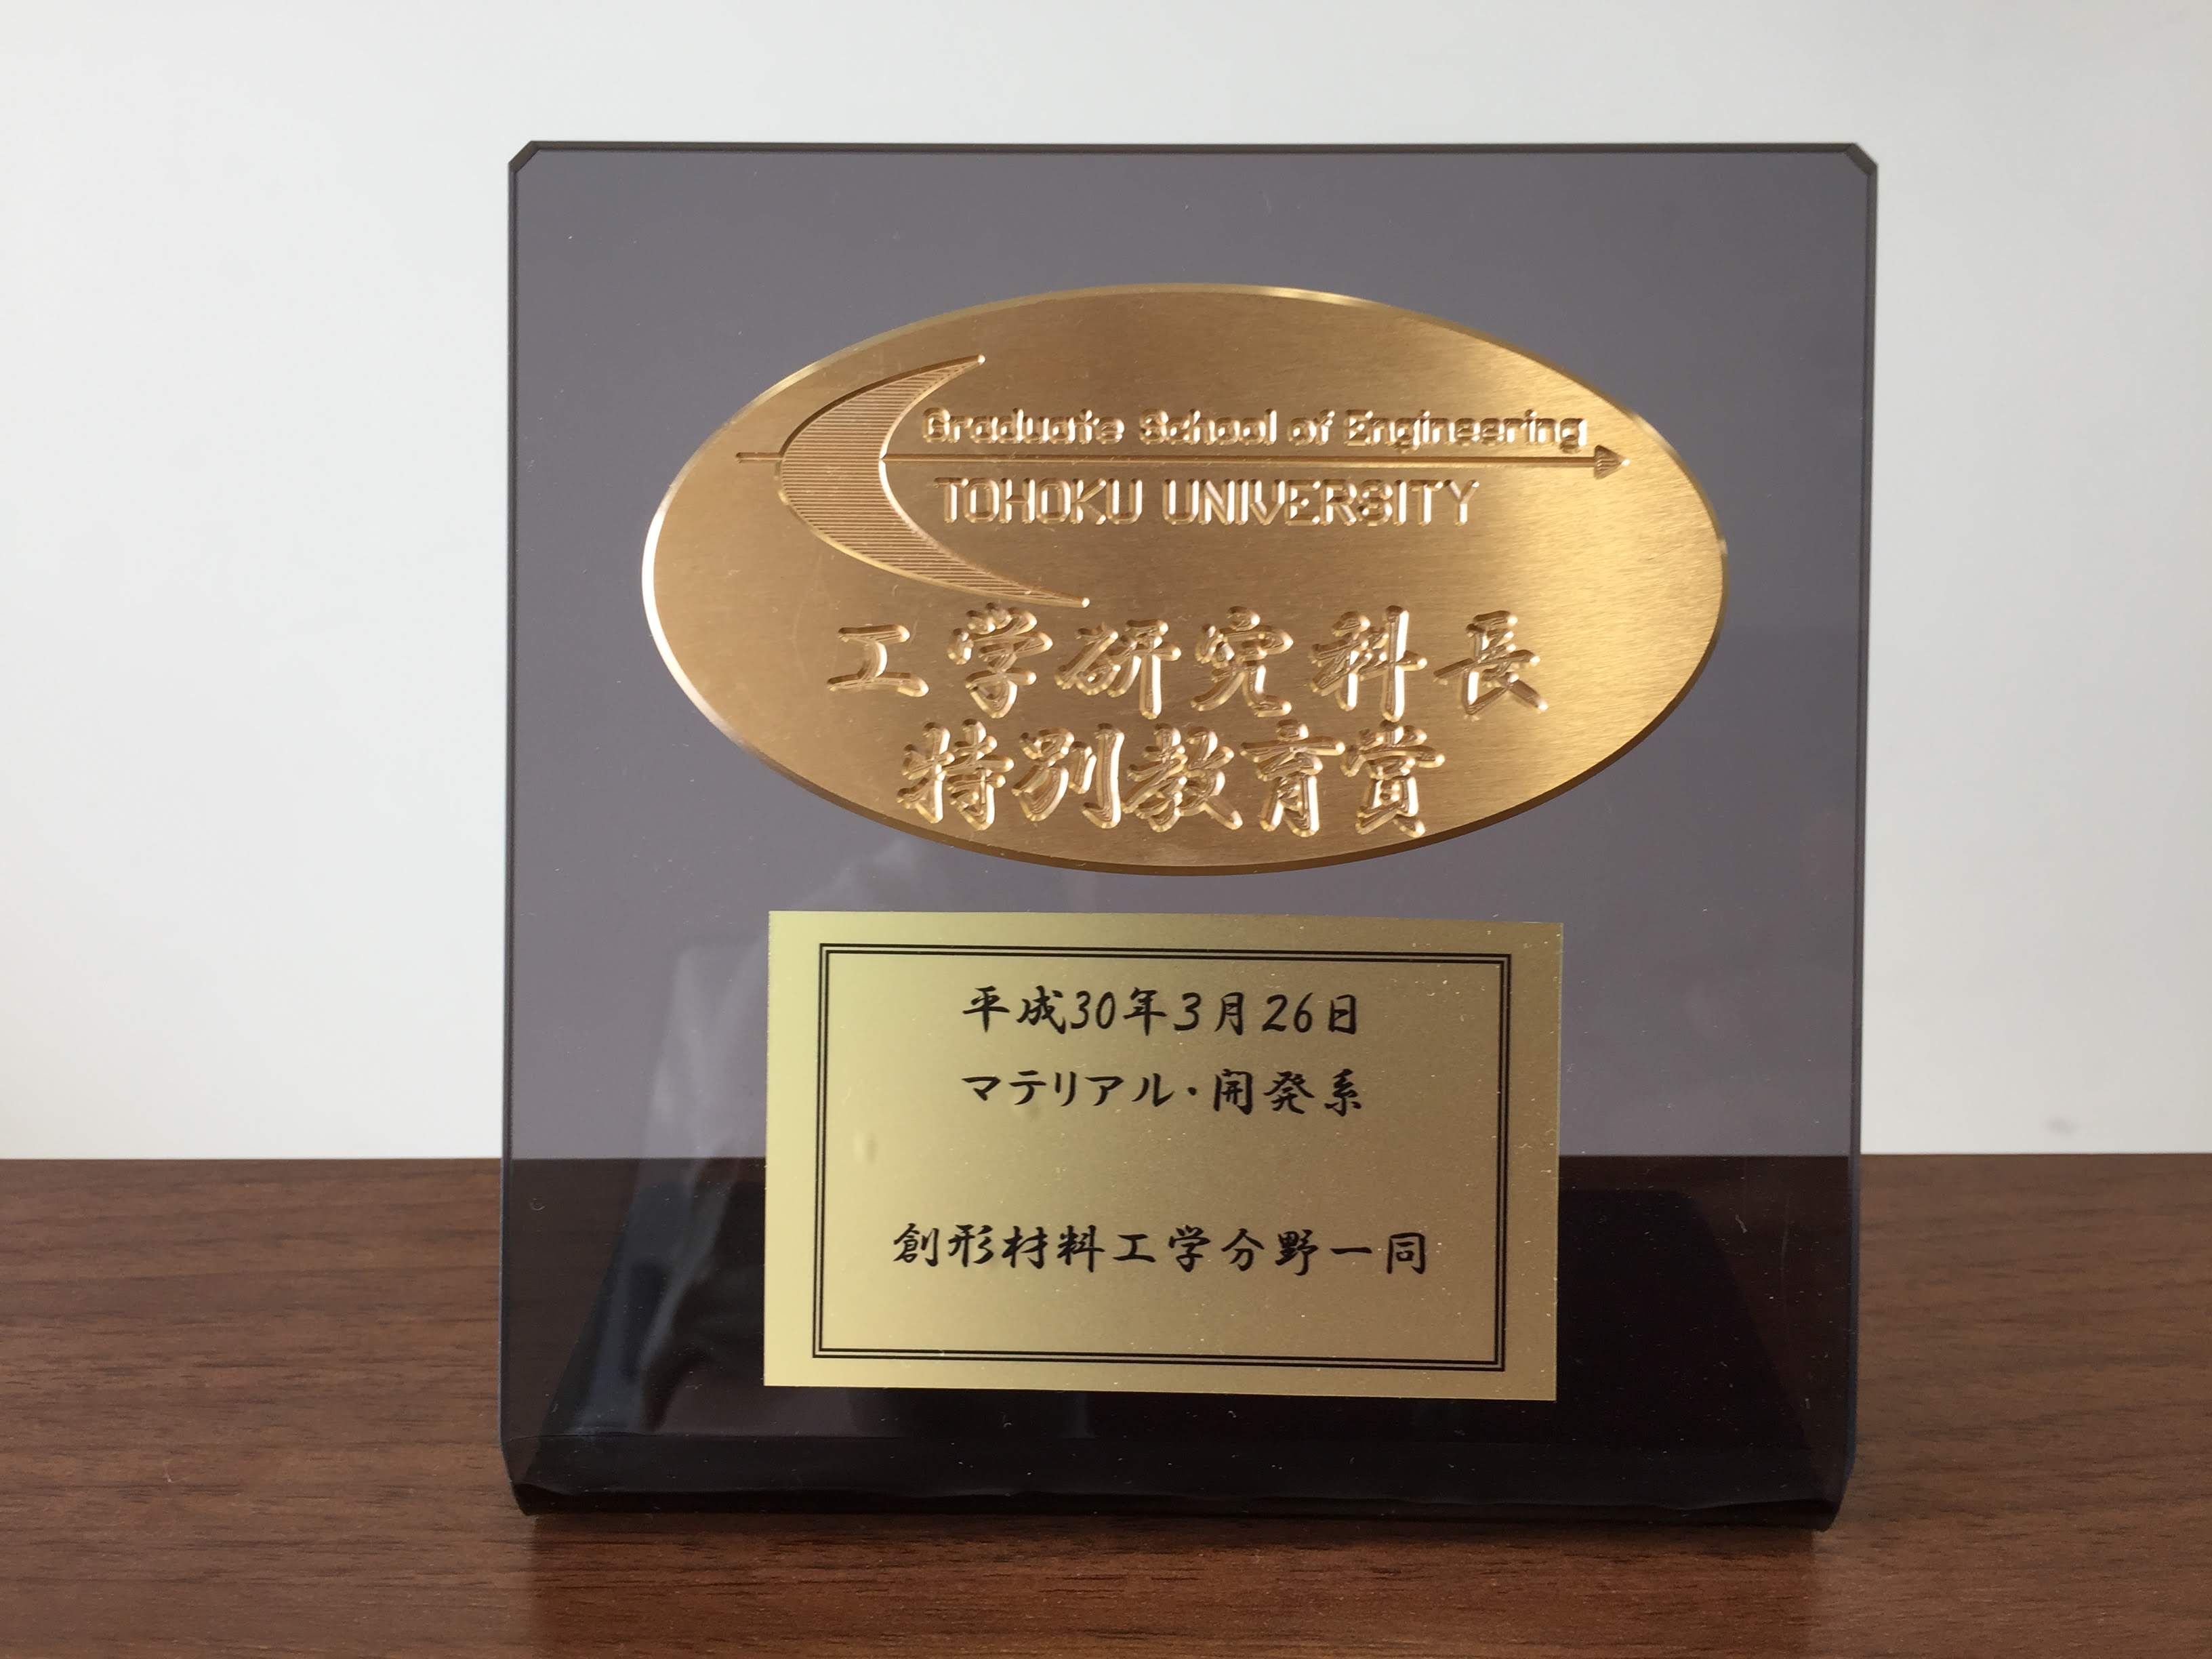 Graduate School of Engineering
TOHOKU UNIVERSITY
工学研究科長
特別教育賞
平成30年3月26日
マテリアル・開発系
創形材料工学分野一同